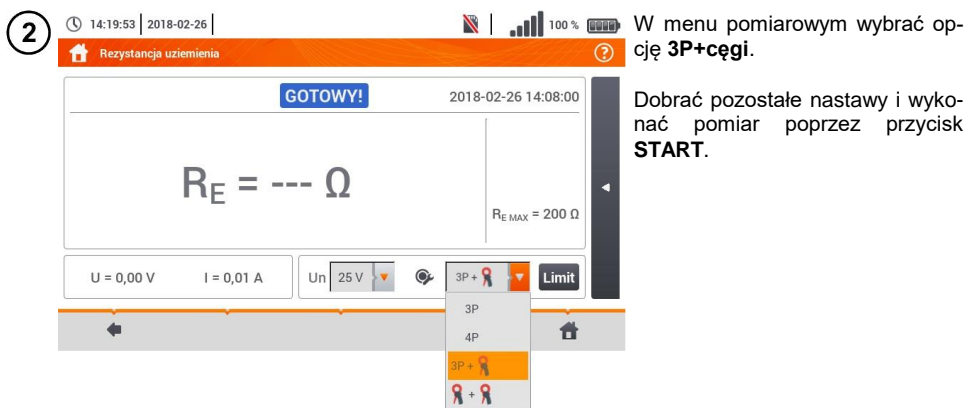 2
14:19:53 2018-02-26
100 %
Rezystancja uziemienia
?
GOTOWY!
2018-02-26 14:08:00
RE = --- Ω
RE MAX = 200 Ω
U = 0,00 V I = 0,01 A
Un 25 V
3P +
Limit
3P
4P
3P +
+
W menu pomiarowym wybrać op-
cję 3P+cęgi.
Dobrać pozostałe nastawy i wyko-
nać pomiar poprzez przycisk
START.